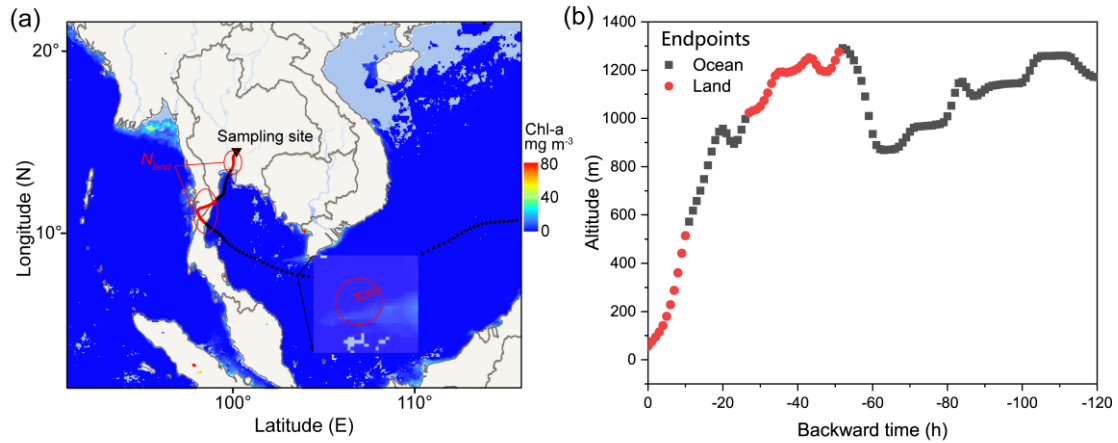 (a)
20°
10°
Longitude (N)
100°
110°
Latitude (E)
Sampling site
N_land
Chl-a
mg m⁻³
80
40
0
(b)
1400
1200
1000
800
600
400
200
0
Altitude (m)
Endpoints
Ocean
Land
0
-20
-40
-60
-80
-100
-120
Backward time (h)